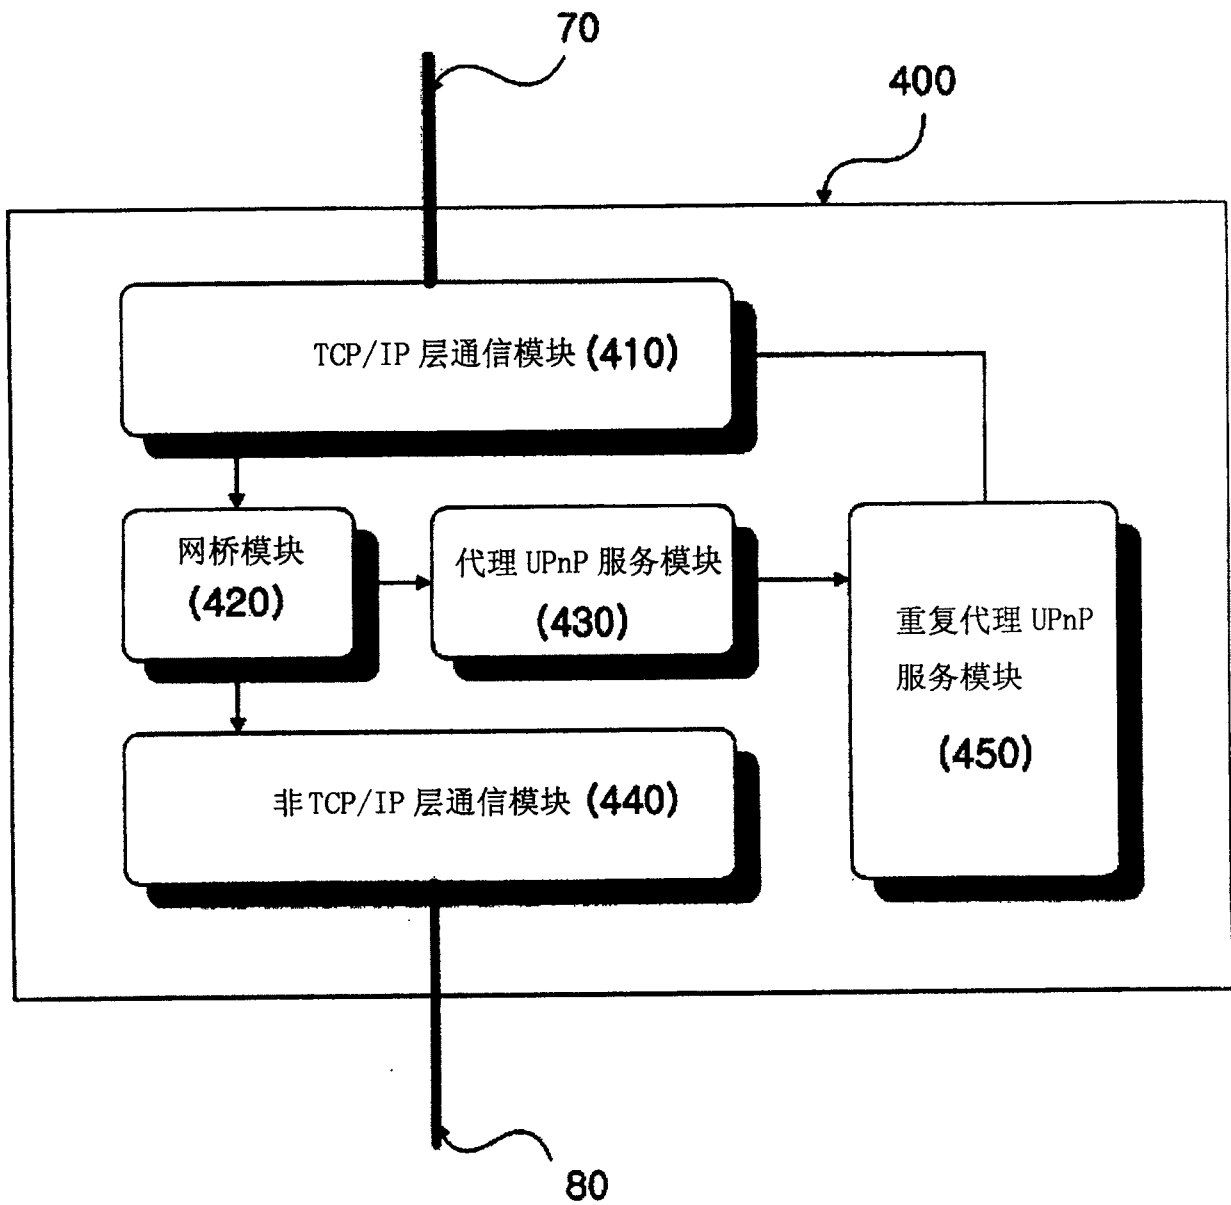 70
400
TCP/IP 层通信模块 (410)
网桥模块
(420)
代理 UPnP 服务模块
(430)
重复代理 UPnP
服务模块
(450)
非 TCP/IP 层通信模块 (440)
80